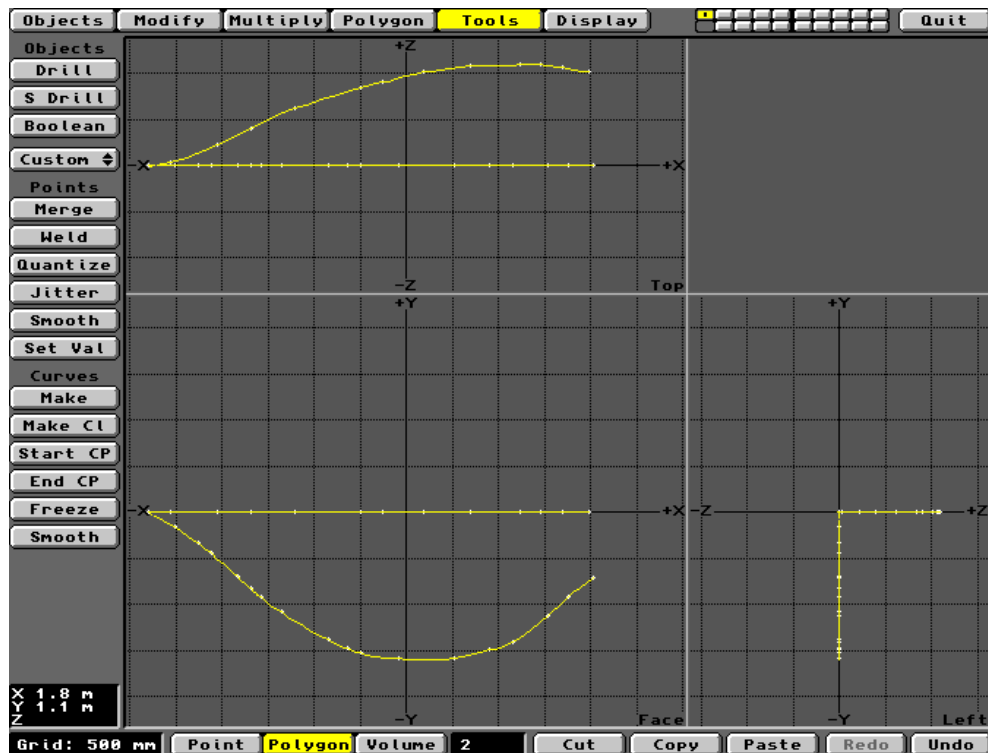 Objects Modify Multiply Polygon Tools Display Quit
Objects
Drill
S Drill
Boolean
Custom
Points
Merge
Weld
Quantize
Jitter
Smooth
Set Val
Curves
Make
Make Cl
Start CP
End CP
Freeze
Smooth
+Z
-X +X
-Z Top
+Y
-X +X
-Y Face
+Y
-Z +Z
-Y Left
X 1.8 m
Y 1.1 m
Z
Grid: 500 mm Point Polygon Volume 2 Cut Copy Paste Redo Undo